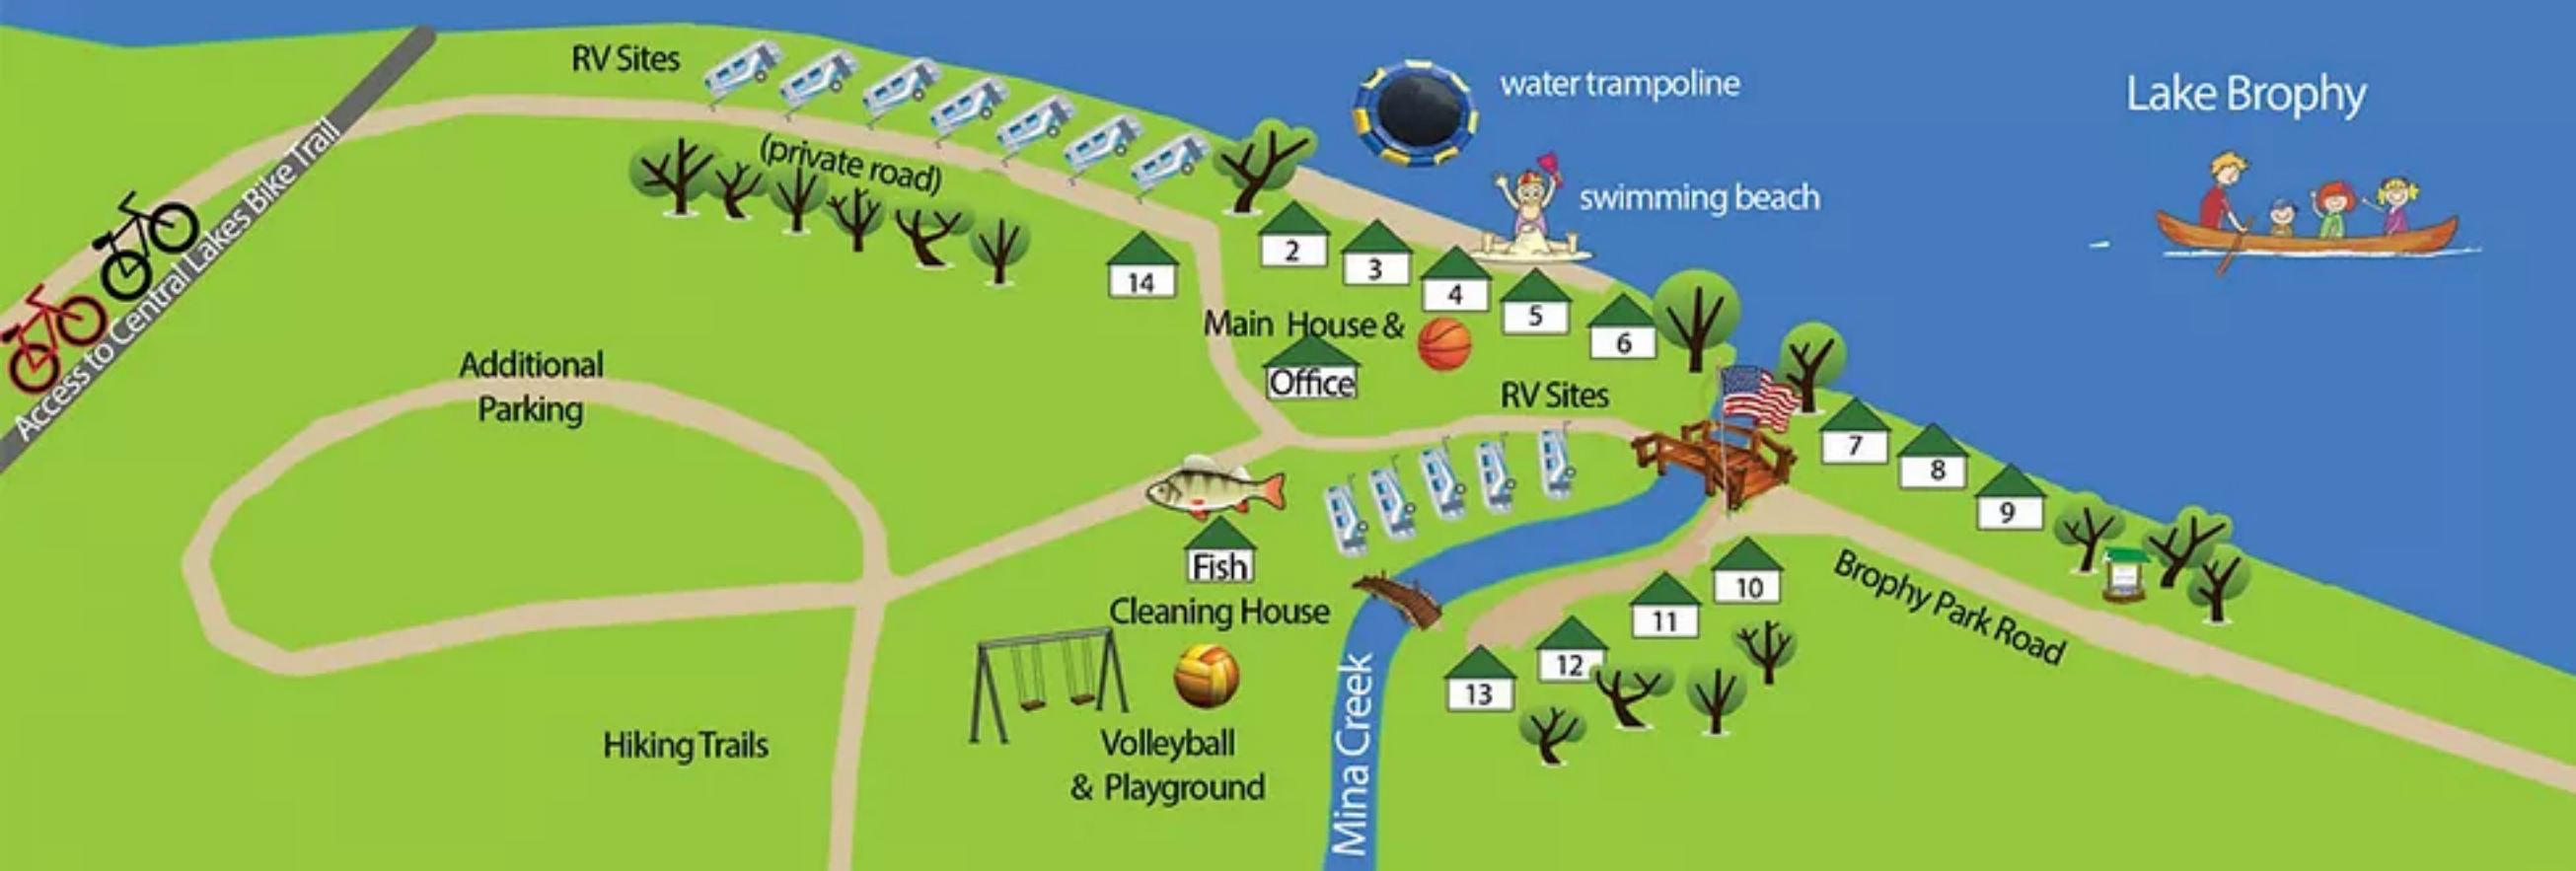 RV Sites
water trampoline
Lake Brophy
(private road)
swimming beach
Access to Central Lakes Bike Trail
2
3
14
4
5
Main House &
6
Office
Additional
Parking
RV Sites
7
8
9
Fish
Cleaning House
10
11
Brophy Park Road
12
13
Mina Creek
Hiking Trails
Volleyball
& Playground